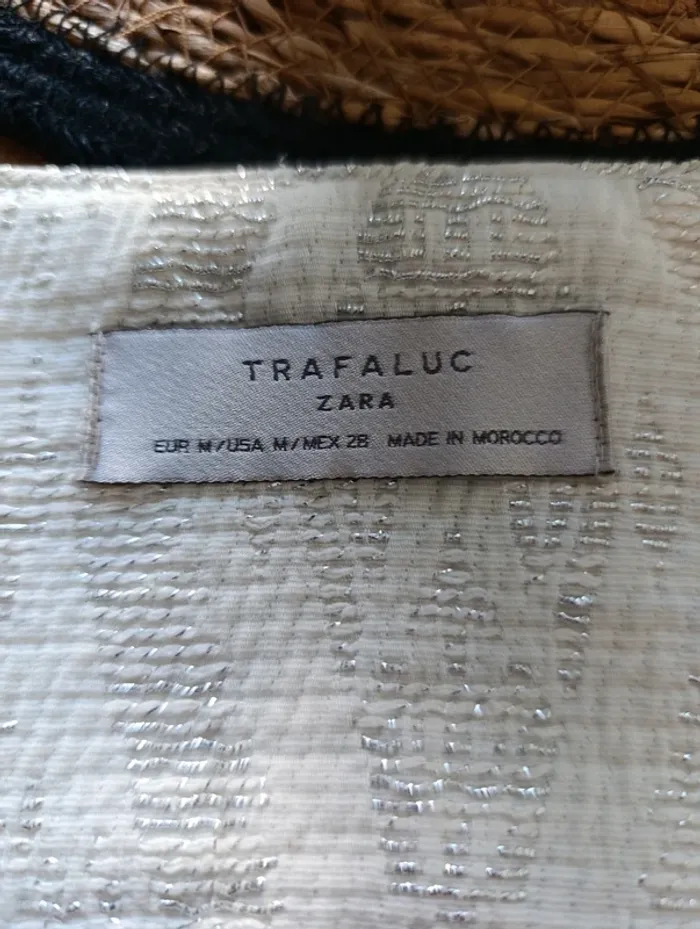 TRAFALUC
ZARA
EUR M/USA M/MEX 28 MADE IN MOROCCO